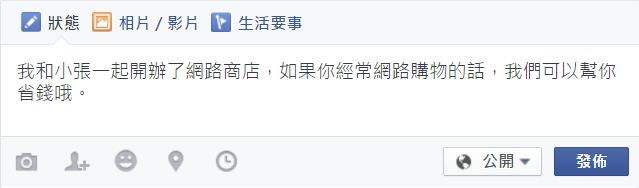 狀態 相片 / 影片 生活要事
我和小張一起開辦了網路商店，如果你經常網路購物的話，我們可以幫你
省錢哦。
公開 發佈